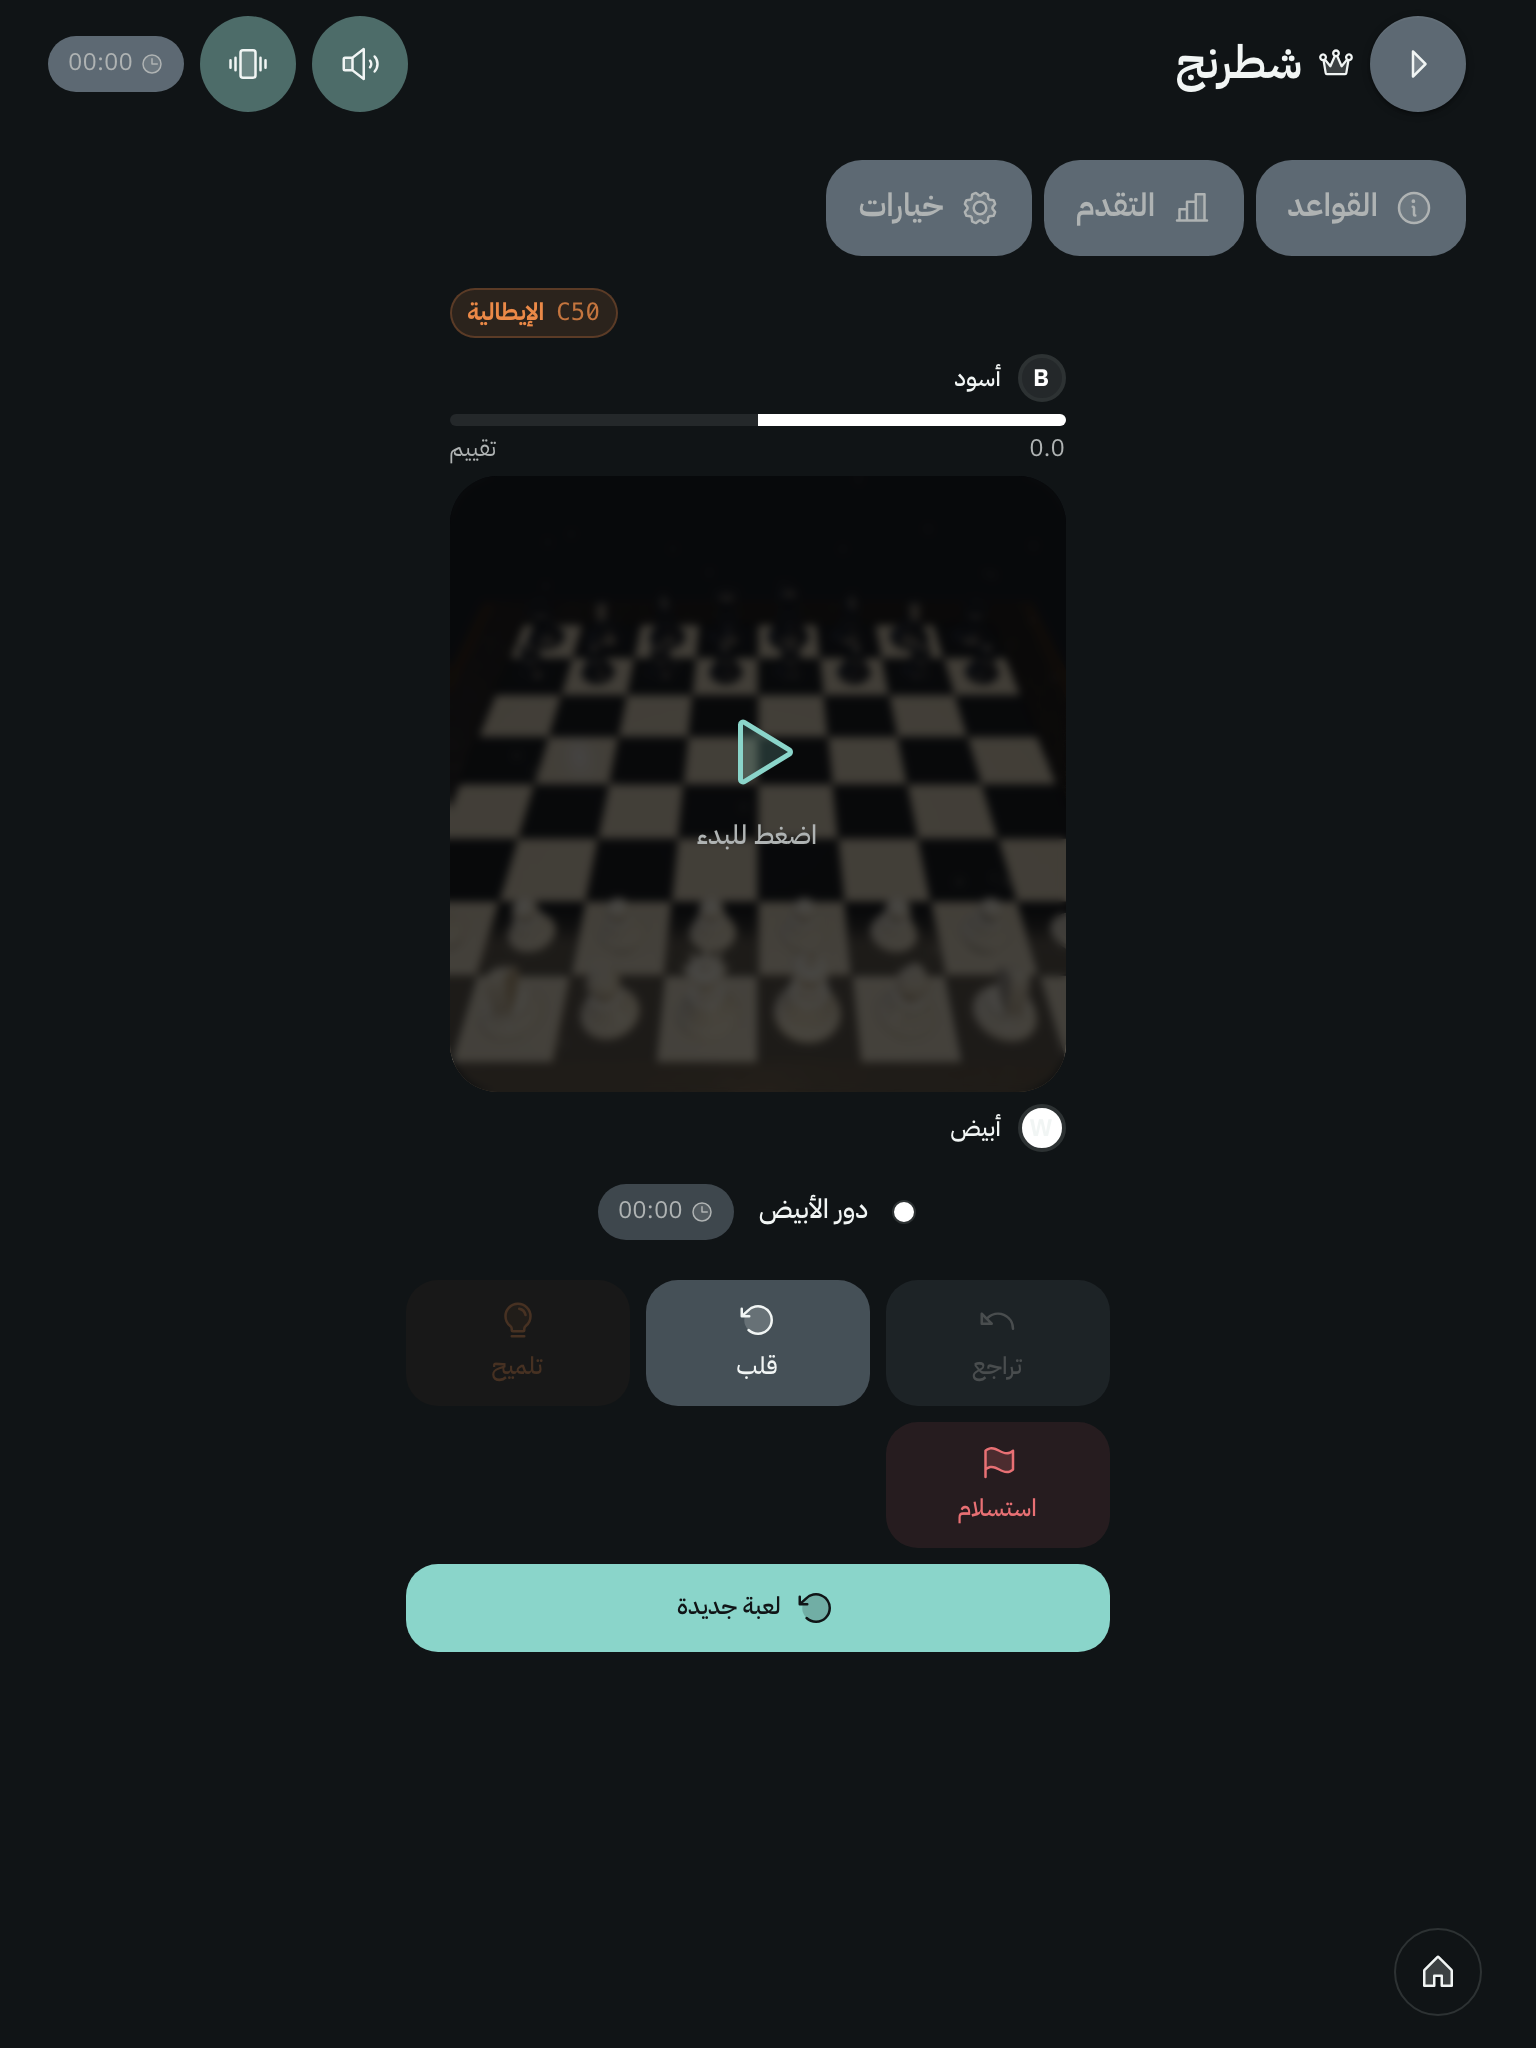 شطرنج
00:00
القواعد
التقدم
خيارات
C50 الإيطالية
B أسود
0.0 تقييم
اضغط للبدء
W أبيض
دور الأبيض 00:00
تراجع
قلب
تلميح
استسلام
لعبة جديدة